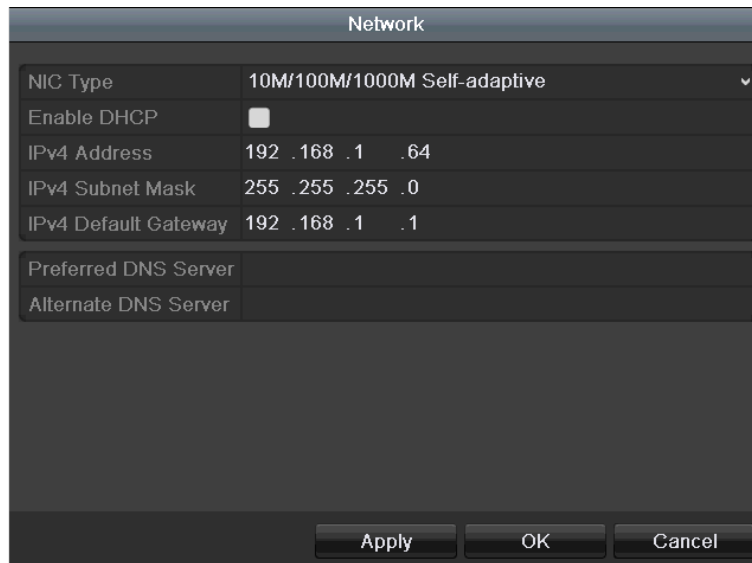 Network
NIC Type 10M/100M/1000M Self-adaptive
Enable DHCP
IPv4 Address 192 .168 .1 .64
IPv4 Subnet Mask 255 .255 .255 .0
IPv4 Default Gateway 192 .168 .1 .1
Preferred DNS Server
Alternate DNS Server
Apply OK Cancel